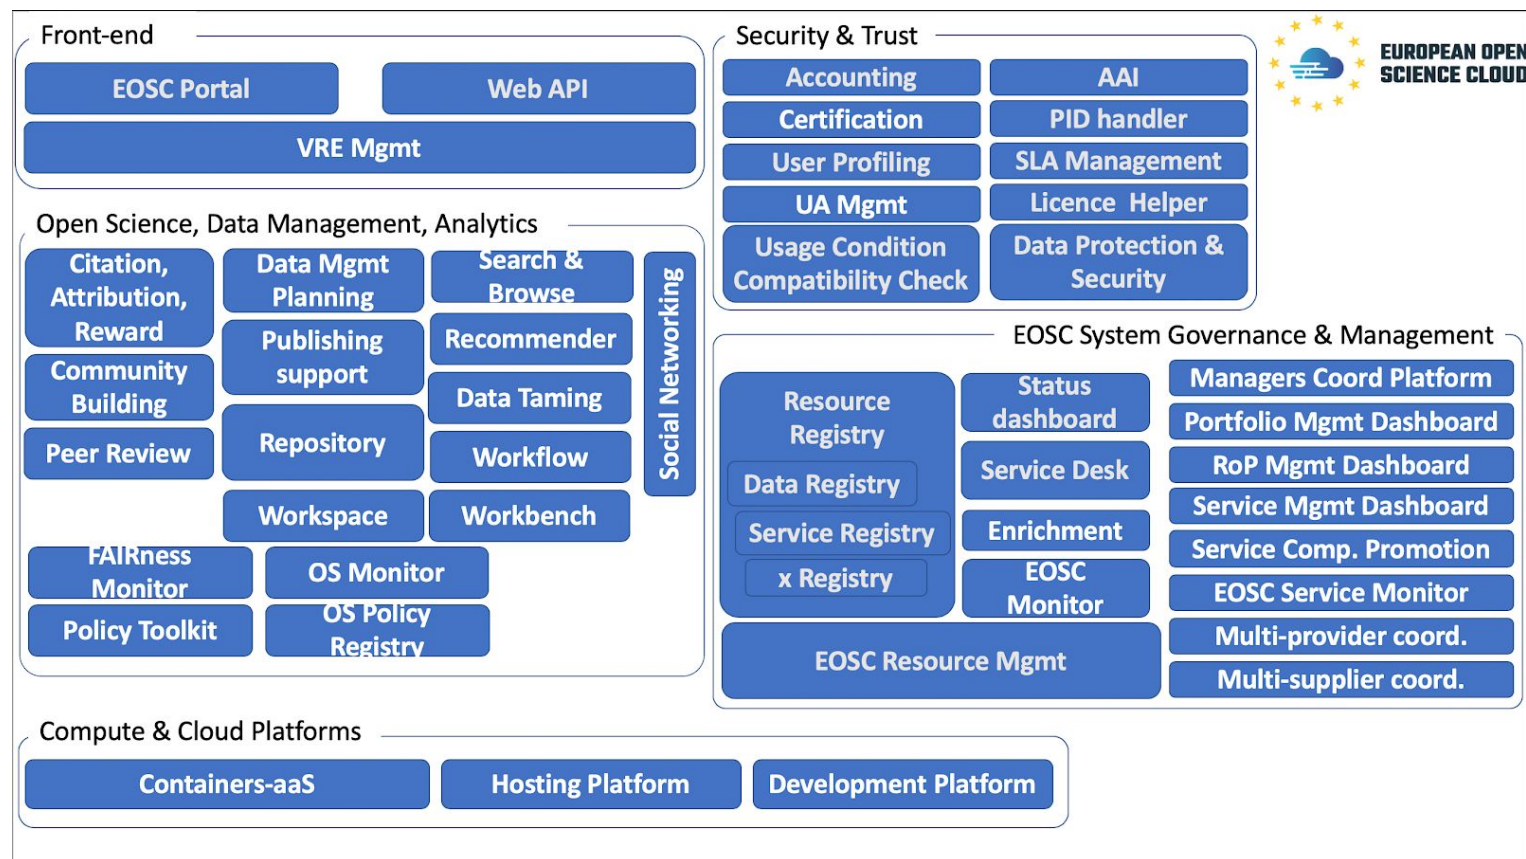 Front-end
EOSC Portal
Web API
VRE Mgmt
Security & Trust
Accounting
AAI
Certification
PID handler
User Profiling
SLA Management
UA Mgmt
Licence Helper
Usage Condition
Compatibility Check
Data Protection &
Security
EUROPEAN OPEN
SCIENCE CLOUD
Open Science, Data Management, Analytics
Citation,
Attribution,
Reward
Community
Building
Peer Review
Data Mgmt
Planning
Publishing
support
Repository
Workspace
Search &
Browse
Recommender
Data Taming
Workflow
Workbench
Social Networking
FAIRness
Monitor
OS Monitor
Policy Toolkit
OS Policy
Registry
EOSC System Governance & Management
Resource
Registry
Data Registry
Service Registry
x Registry
Status
dashboard
Service Desk
Enrichment
EOSC
Monitor
EOSC Resource Mgmt
Managers Coord Platform
Portfolio Mgmt Dashboard
RoP Mgmt Dashboard
Service Mgmt Dashboard
Service Comp. Promotion
EOSC Service Monitor
Multi-provider coord.
Multi-supplier coord.
Compute & Cloud Platforms
Containers-aaS
Hosting Platform
Development Platform